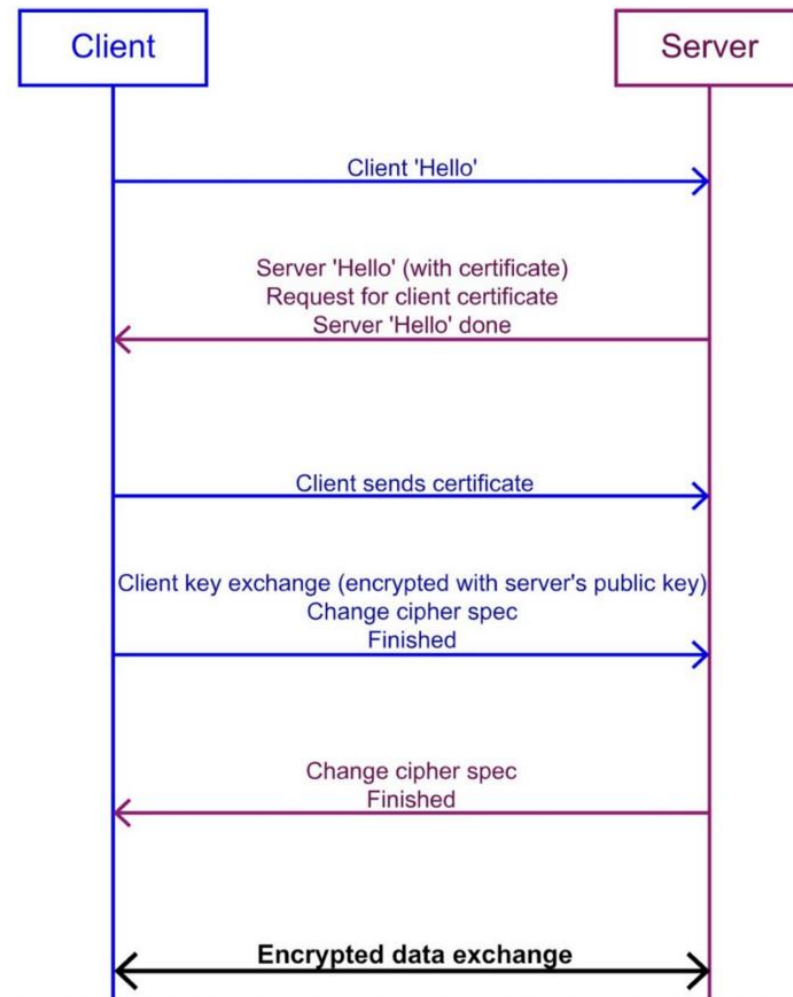 Client
Server
Client 'Hello'
Server 'Hello' (with certificate)
Request for client certificate
Server 'Hello' done
Client sends certificate
Client key exchange (encrypted with server's public key)
Change cipher spec
Finished
Change cipher spec
Finished
Encrypted data exchange